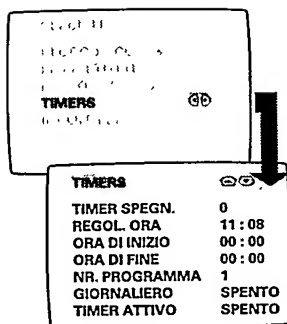 TIMERS
TIMERS
TIMER SPEGN. 0
REGOL. ORA 11:08
ORA DI INIZIO 00:00
ORA DI FINE 00:00
NR. PROGRAMMA 1
GIORNALIERO SPENTO
TIMER ATTIVO SPENTO